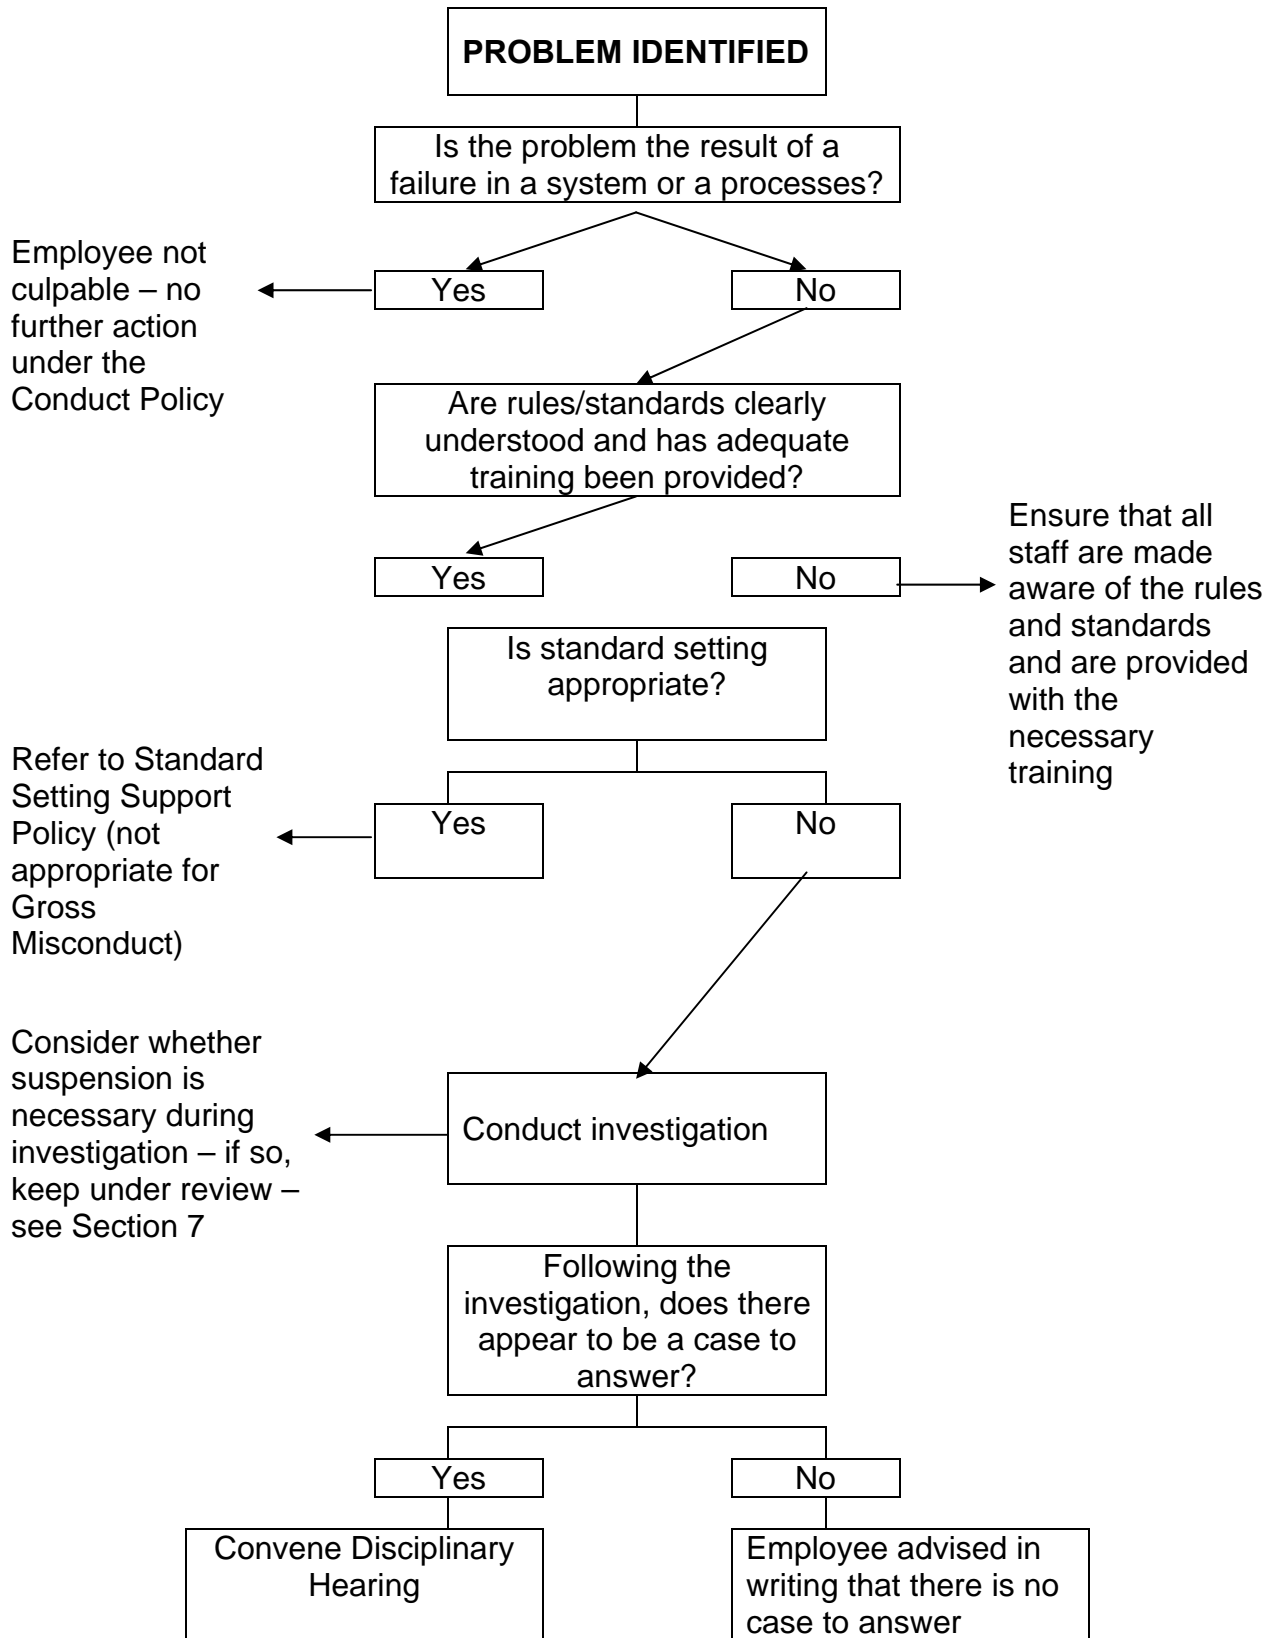 PROBLEM IDENTIFIED
Is the problem the result of a
failure in a system or a processes?
Employee not
culpable – no
further action
under the
Conduct Policy
Yes
No
Are rules/standards clearly
understood and has adequate
training been provided?
Yes
No
Ensure that all
staff are made
aware of the rules
and standards
and are provided
with the
necessary
training
Is standard setting
appropriate?
Refer to Standard
Setting Support
Policy (not
appropriate for
Gross
Misconduct)
Yes
No
Consider whether
suspension is
necessary during
investigation – if so,
keep under review –
see Section 7
Conduct investigation
Following the
investigation, does there
appear to be a case to
answer?
Yes
No
Convene Disciplinary
Hearing
Employee advised in
writing that there is no
case to answer